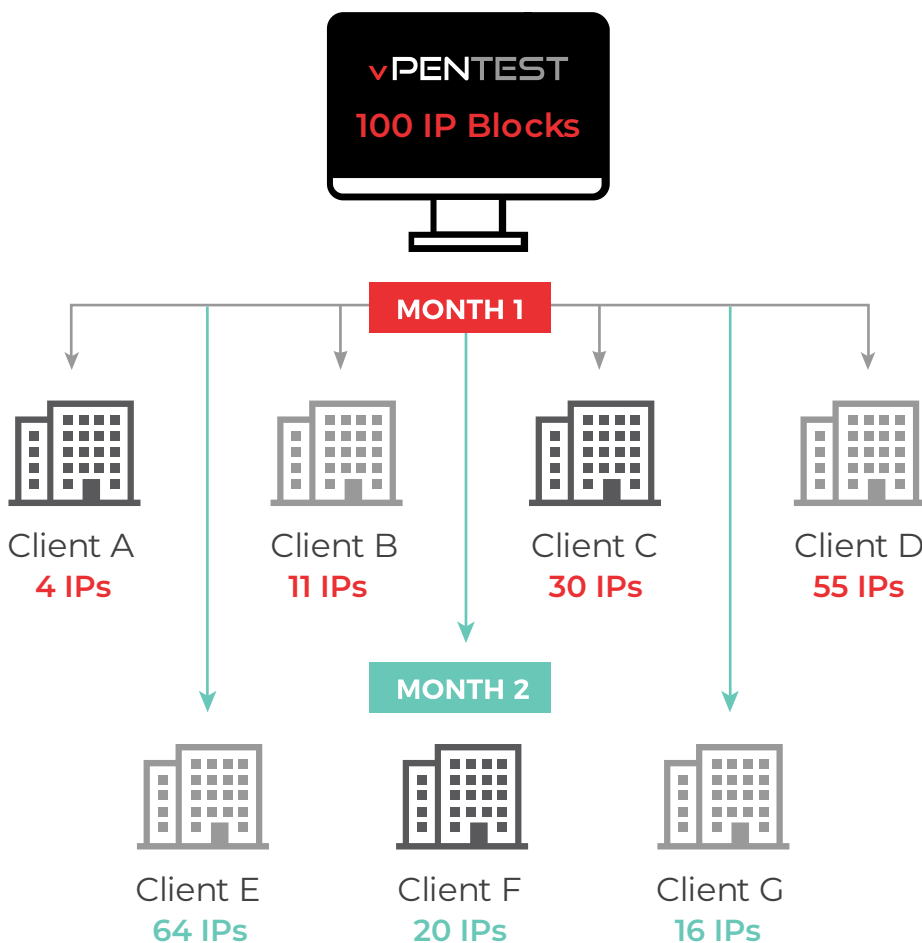 vPENTEST
100 IP Blocks
MONTH 1
Client A
4 IPs
Client B
11 IPs
Client C
30 IPs
Client D
55 IPs
MONTH 2
Client E
64 IPs
Client F
20 IPs
Client G
16 IPs